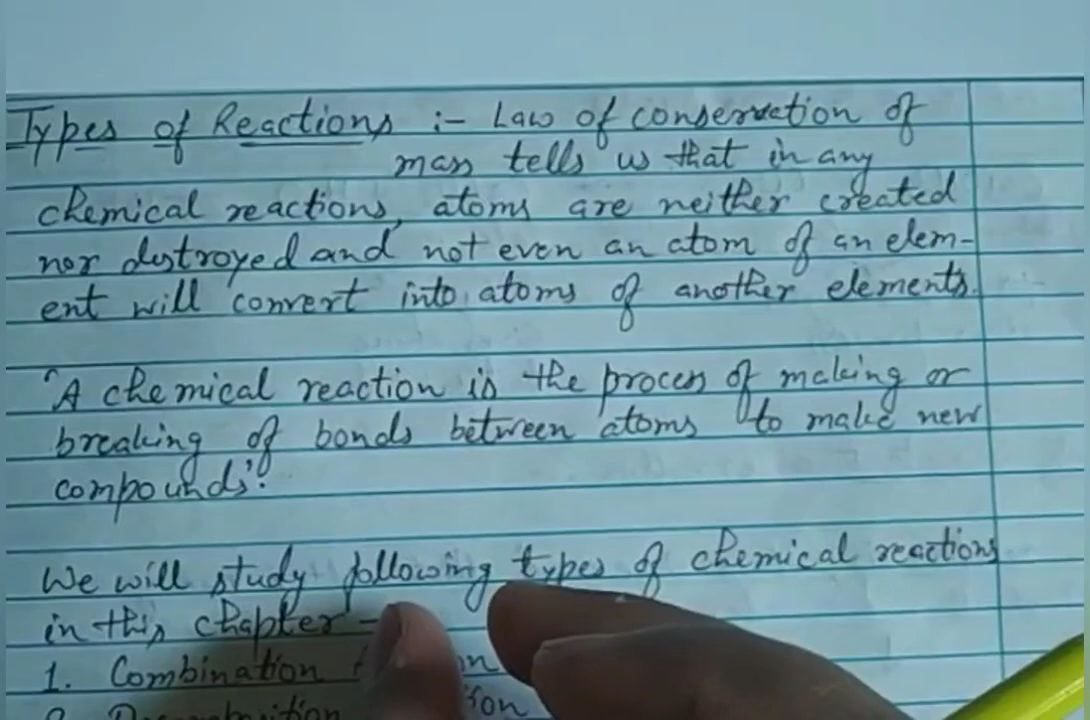 Types of Reactions :- Law of conservation of
mass tells us that in any
chemical reactions, atoms are neither created
nor destroyed and not even an atom of an elem-
ent will convert into atoms of another elements.
"A chemical reaction is the process of making or
breaking of bonds between atoms to make new
compounds".
We will study following types of chemical reactions
in this chapter -
1. Combination